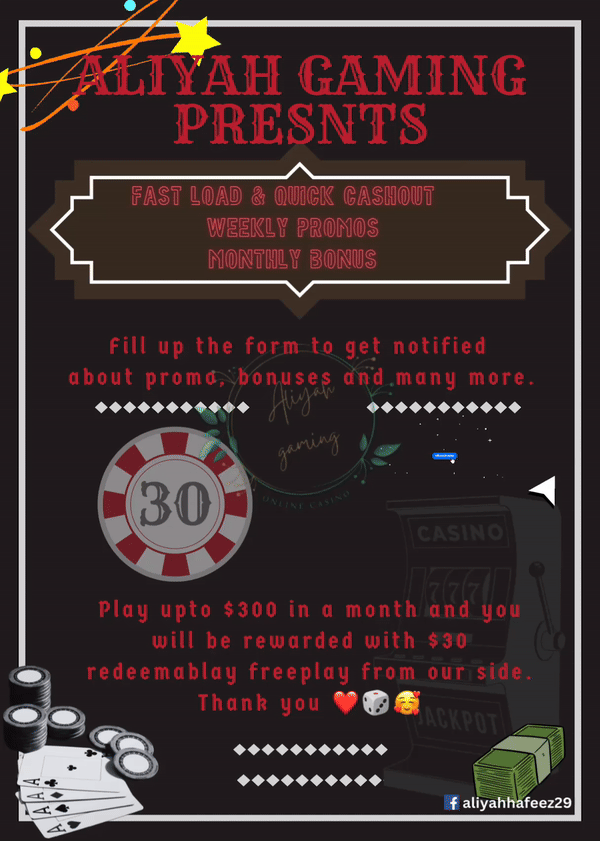 ALIYAH GAMING
PRESNTS
FAST LOAD & QUICK CASHOUT
WEEKLY PROMOS
MONTHLY BONUS
Fill up the form to get notified
about promo, bonuses and many more.
Aliyah
gaming
ONLINE CASINO
30
CASINO
777
Play upto $300 in a month and you
will be rewarded with $30
redeemablay freeplay from our side.
Thank you ❤️🎲🥰
JACKPOT
A
A
A
A
aliyahhafeez29